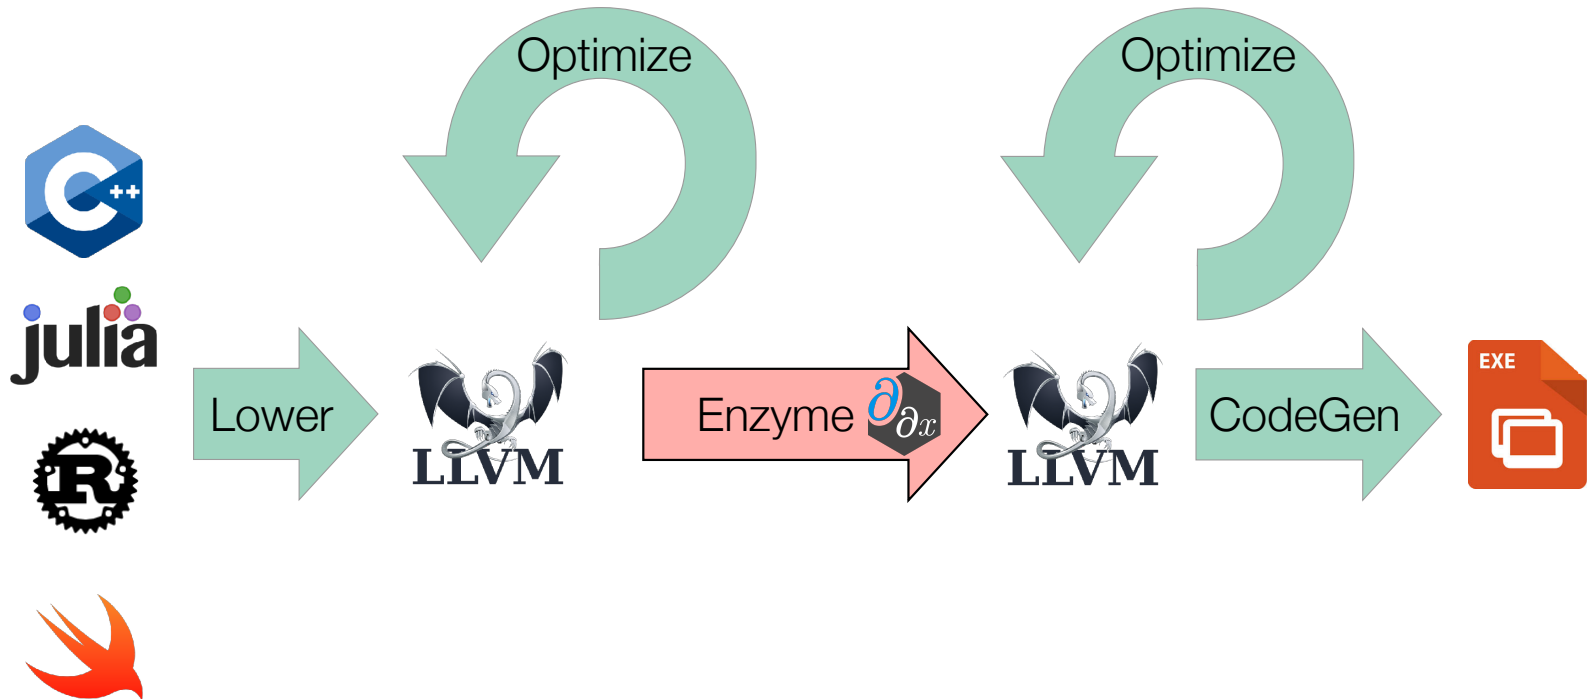 Optimize
Optimize
C++
julia
R
Lower
LLVM
Enzyme ∂ ∂x
LLVM
CodeGen
EXE